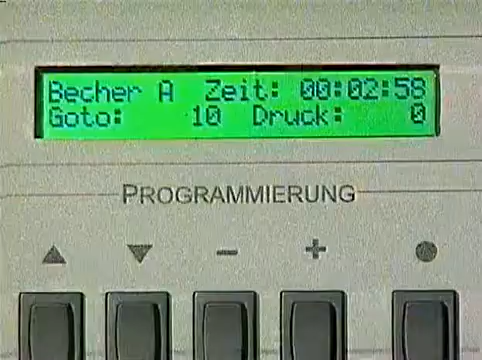 Becher A Zeit: 00:02:58
Goto: 10 Druck: 0
PROGRAMMIERUNG
▲ ▼ − + ●